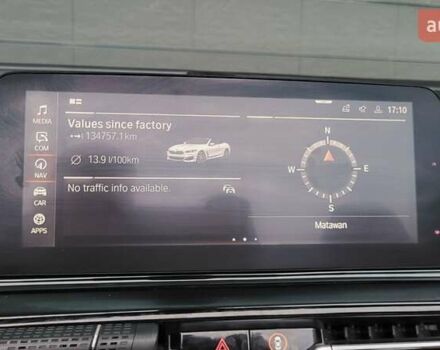 au
17:10
MEDIA
COM
NAV
CAR
APPS
Values since factory
134757.1km
Ø 13.9 l/100km
No traffic info available.
N
W
E
S
Matawan